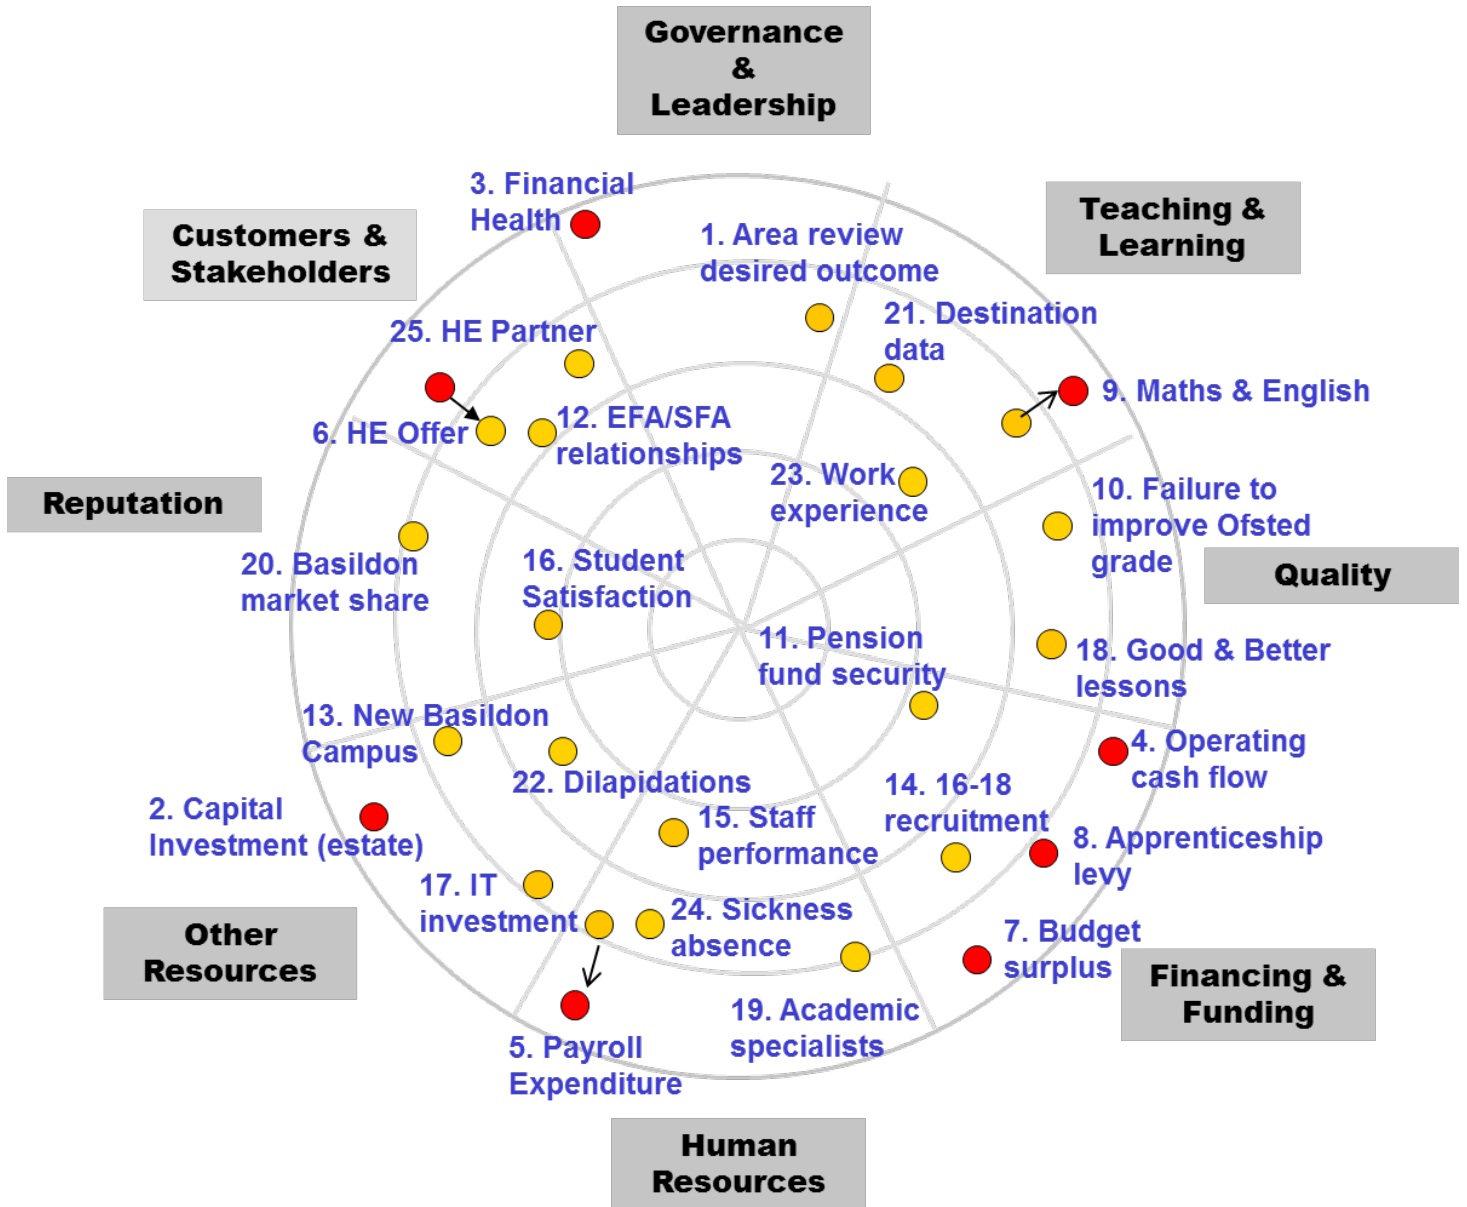 Governance
&
Leadership
3. Financial
Health
Teaching &
Learning
Customers &
Stakeholders
1. Area review
desired outcome
21. Destination
data
25. HE Partner
9. Maths & English
6. HE Offer
12. EFA/SFA
relationships
23. Work
experience
10. Failure to
improve Ofsted
grade
Reputation
20. Basildon
market share
16. Student
Satisfaction
Quality
11. Pension
fund security
18. Good & Better
lessons
13. New Basildon
Campus
4. Operating
cash flow
22. Dilapidations
14. 16-18
recruitment
2. Capital
Investment (estate)
15. Staff
performance
8. Apprenticeship
levy
17. IT
investment
24. Sickness
absence
7. Budget
surplus
Other
Resources
Financing &
Funding
19. Academic
specialists
5. Payroll
Expenditure
Human
Resources